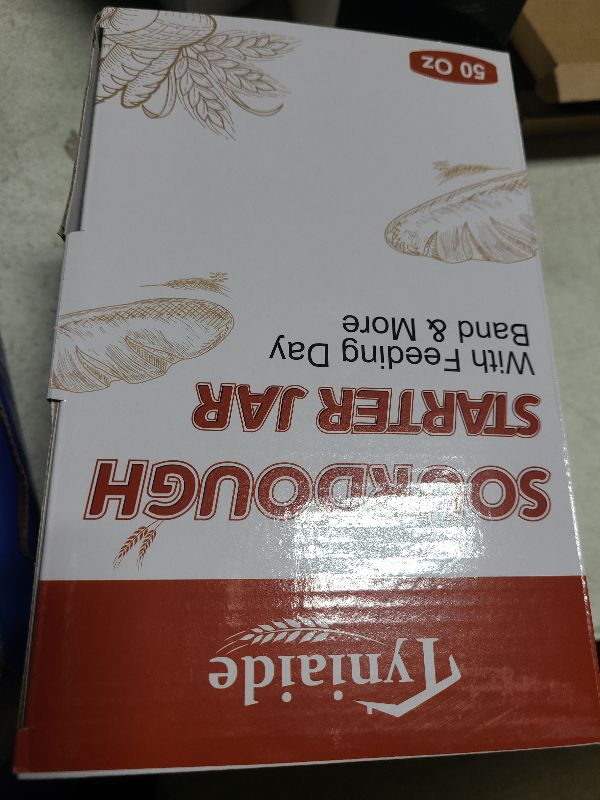 Tyniaide
SOURDOUGH
STARTER JAR
With Feeding Day
Band & More
50 Oz